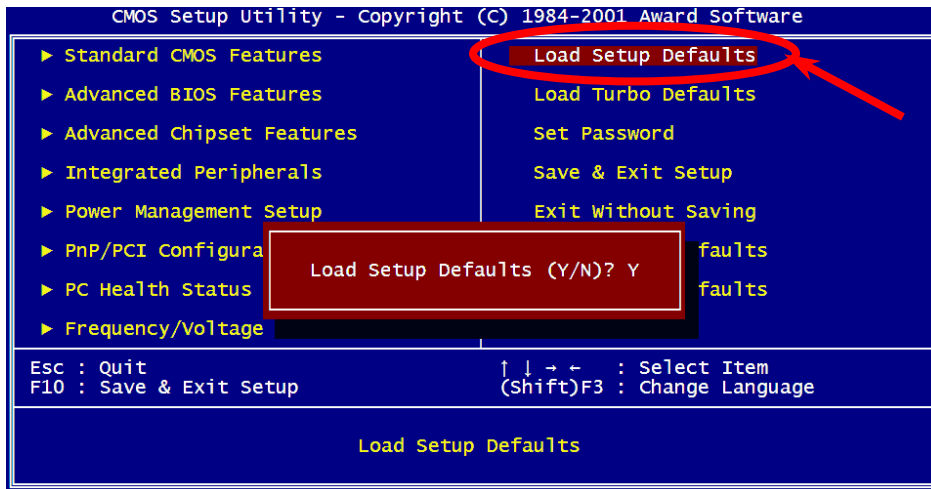 CMOS Setup Utility - Copyright (C) 1984-2001 Award Software
► Standard CMOS Features
► Advanced BIOS Features
► Advanced Chipset Features
► Integrated Peripherals
► Power Management Setup
► PnP/PCI Configura
► PC Health Status
► Frequency/Voltage
Load Setup Defaults
Load Turbo Defaults
Set Password
Save & Exit Setup
Exit Without Saving
faults
faults
Load Setup Defaults (Y/N)? Y
Esc : Quit
F10 : Save & Exit Setup
↑ ↓ → ← : Select Item
(Shift)F3 : Change Language
Load Setup Defaults